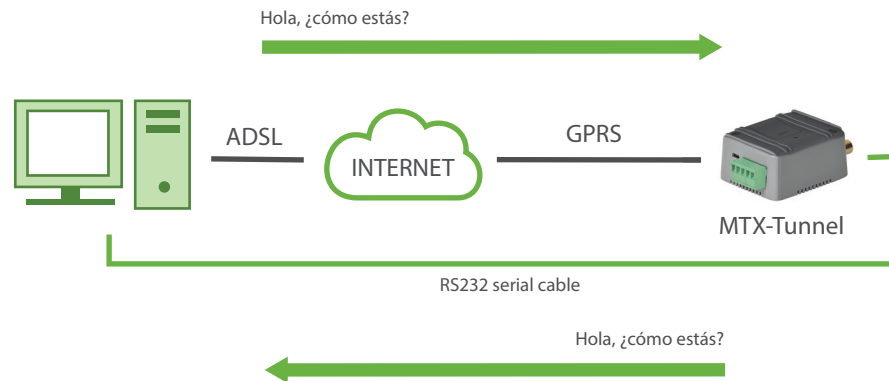 Hola, ¿cómo estás?
ADSL
INTERNET
GPRS
MTX-Tunnel
RS232 serial cable
Hola, ¿cómo estás?